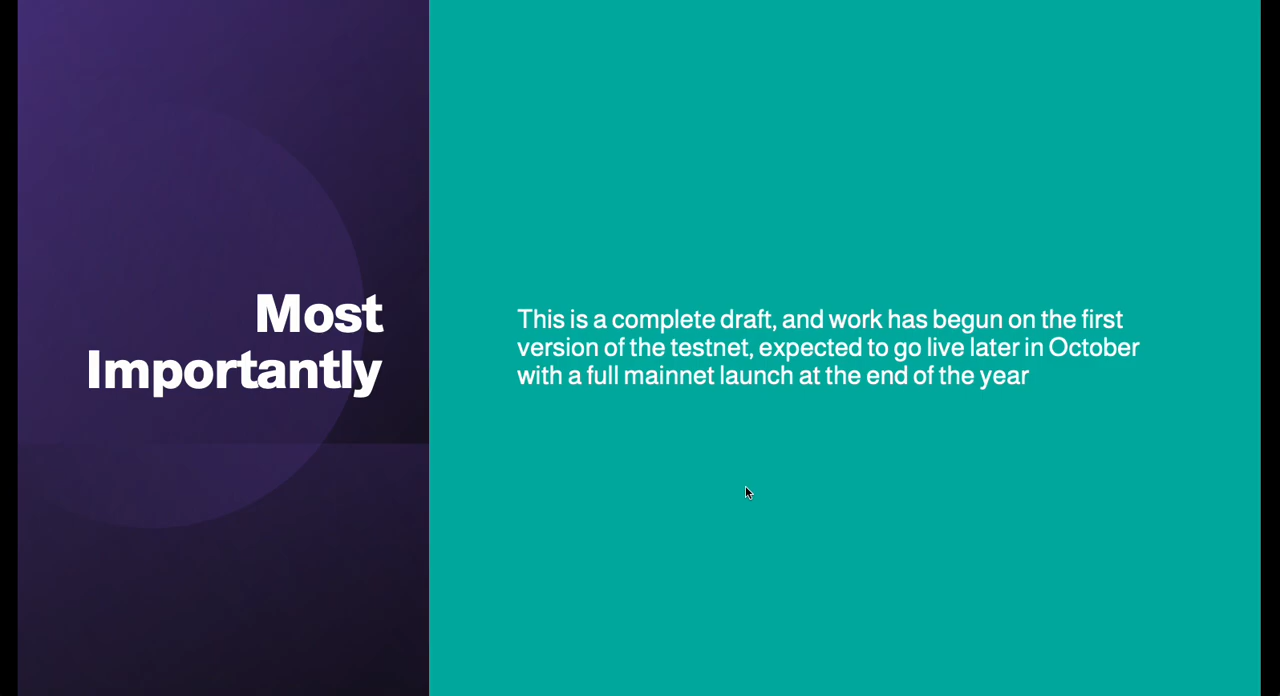 Most
Importantly
This is a complete draft, and work has begun on the first
version of the testnet, expected to go live later in October
with a full mainnet launch at the end of the year